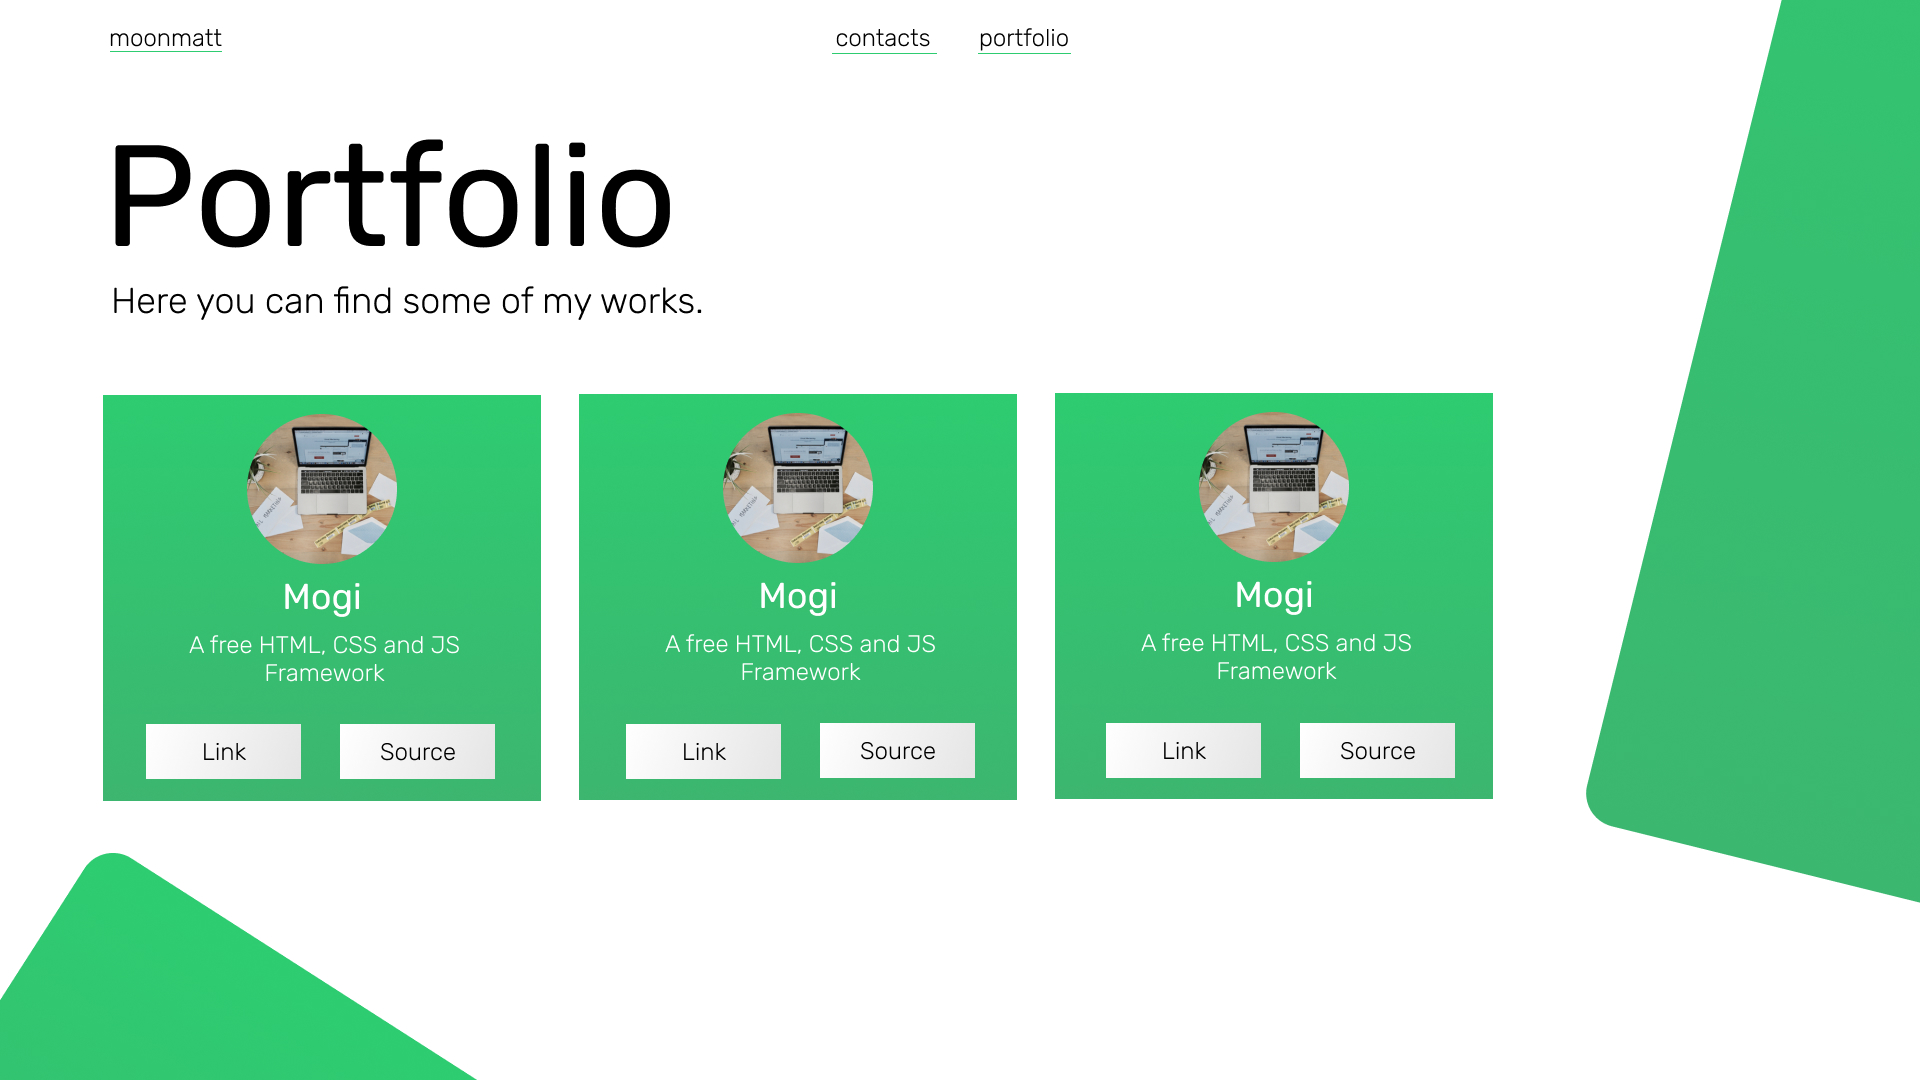 moonmatt
contacts
portfolio
Portfolio
Here you can find some of my works.
Mogi
A free HTML, CSS and JS
Framework
Link
Source
Mogi
A free HTML, CSS and JS
Framework
Link
Source
Mogi
A free HTML, CSS and JS
Framework
Link
Source